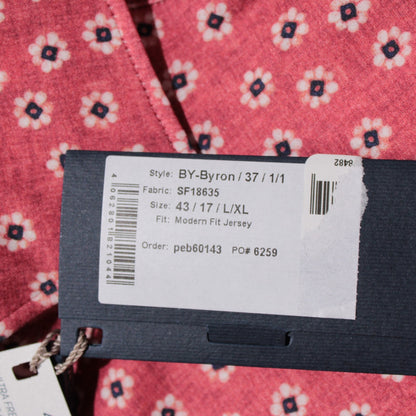 Style: BY-Byron / 37 / 1/1
Fabric: SF18635
Size: 43 / 17 / L/XL
Fit: Modern Fit Jersey
Order: peb60143 PO# 6259
4062801821044
8482